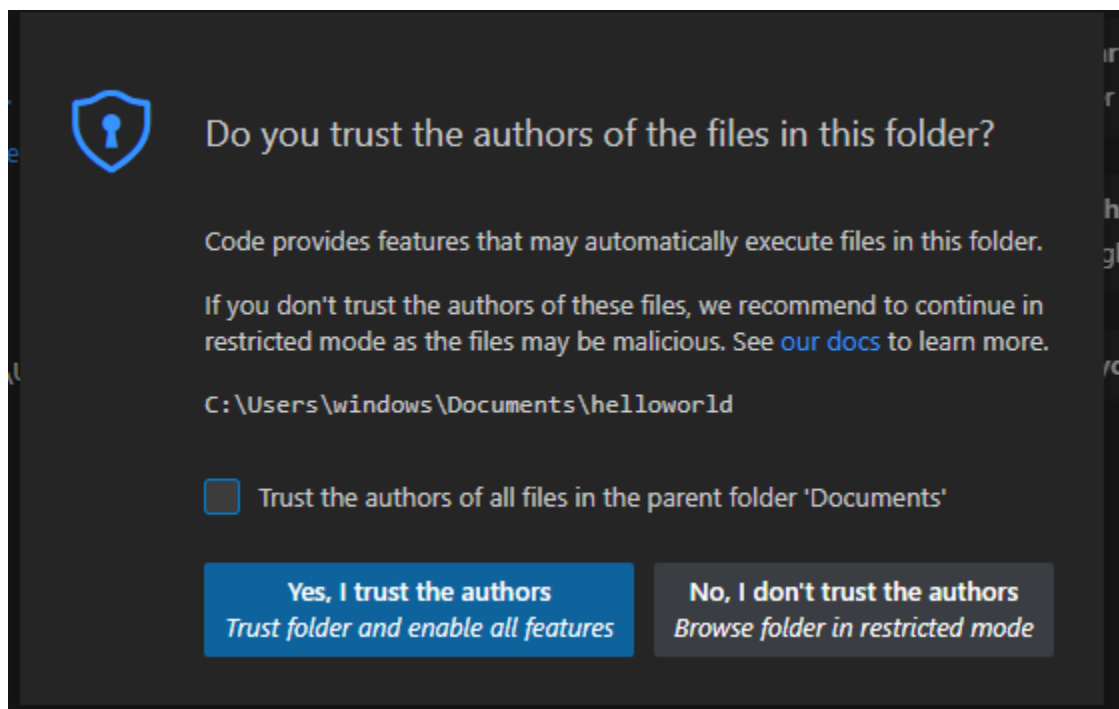 Do you trust the authors of the files in this folder?
Code provides features that may automatically execute files in this folder.
If you don't trust the authors of these files, we recommend to continue in
restricted mode as the files may be malicious. See our docs to learn more.
C:\Users\windows\Documents\helloworld
Trust the authors of all files in the parent folder 'Documents'
Yes, I trust the authors
Trust folder and enable all features
No, I don't trust the authors
Browse folder in restricted mode